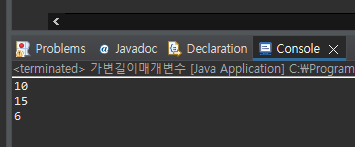 Problems Javadoc Declaration Console
<terminated> 가변길이매개변수 [Java Application] C:₩Program
10
15
6